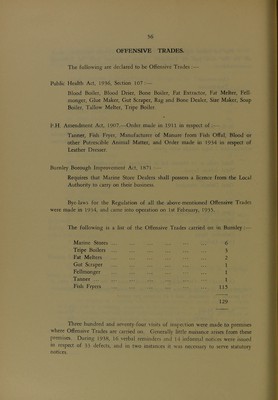 56
OFFENSIVE TRADES.
The following are declared to be Offensive Trades :—
Public Health Act, 1936, Section 107 :—
Blood Boiler, Blood Drier, Bone Boiler, Fat Extractor, Fat Melter, Fell-
monger, Glue Maker, Gut Scraper, Rag and Bone Dealer, Size Maker, Soap
Boiler, Tallow Melter, Tripe Boiler.
P.H. Amendment Act, 1907.—Order made in 1911 in respect of :—
Tanner, Fish Fryer, Manufacturer of Manure from Fish Offal, Blood or
other Putrescible Animal Matter, and Order made in 1934 in respect of
Leather Dresser.
Burnley Borough Improvement Act, 1871 :—
Requires that Marine Store Dealers shall possess a licence from the Local
Authority to carry on their business.
Bye-laws for the Regulation of all the above-mentioned Offensive Trades
were made in 1934, and came into operation on 1st February, 1935.
The following is a list of the Offensive Trades carried on in Burnley :—
Marine Stores 6
Tripe Boilers
Fat Melters 2
Gut Scraper 1
Fellmonger 1
Tanner 1
Fish Fryers 115
129
Three hundred and seventy-four visits of inspection were made to premises
where Offensive Trades are carried on. Generally little nuisance arises from these
premises. During 1938, 16 verbal reminders and 14 informal notices were issued
in respect of 35 defects, and in two instances it was necessary to serve statutory
notices.